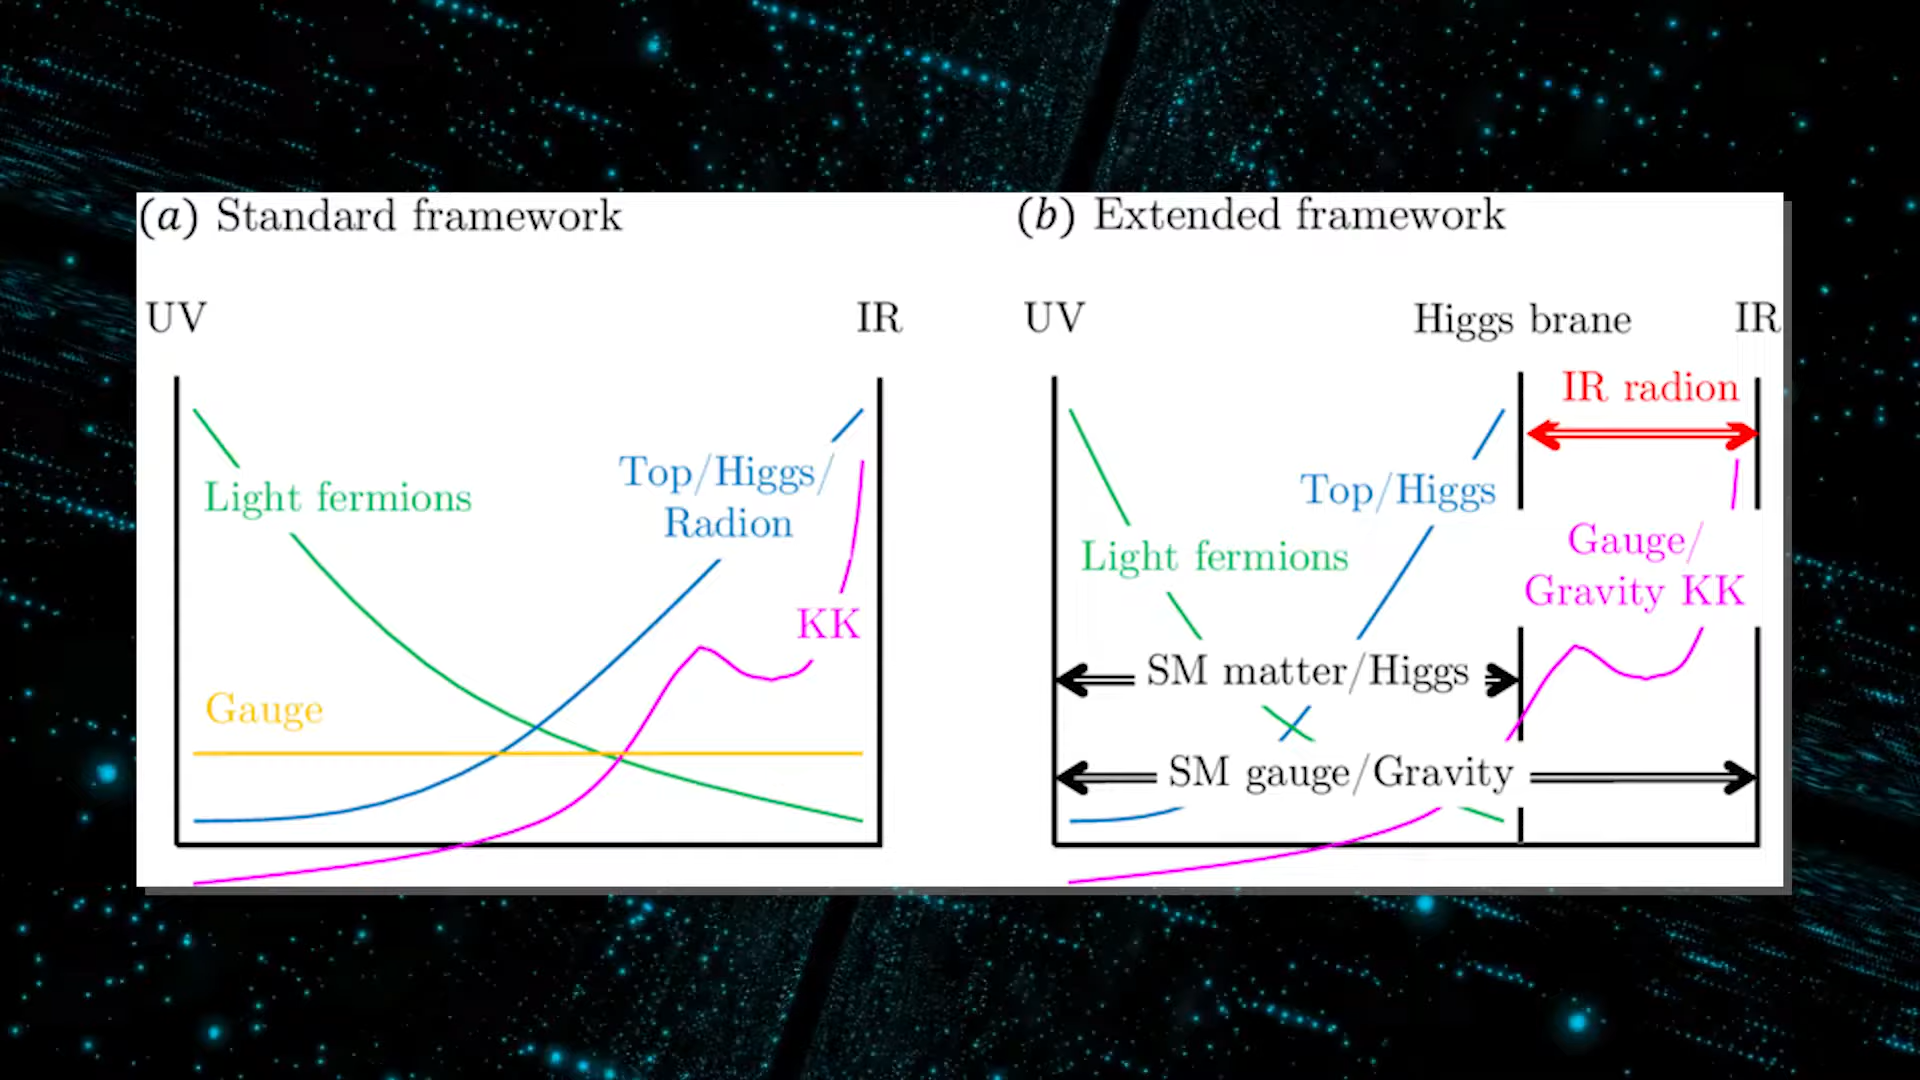 (a) Standard framework
UV
IR
Light fermions
Top/Higgs/
Radion
KK
Gauge
(b) Extended framework
UV
Higgs brane
IR
IR radion
Top/Higgs
Light fermions
Gauge/
Gravity KK
SM matter/Higgs
SM gauge/Gravity